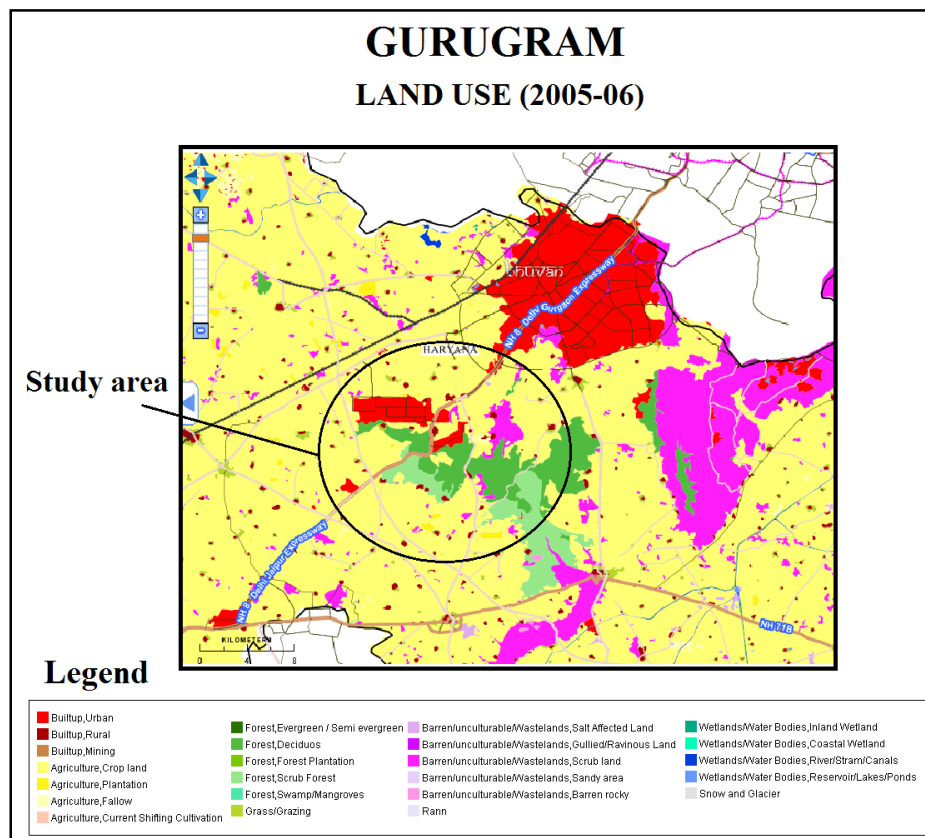 GURUGRAM
LAND USE (2005-06)
bhuvan
NH 8 - Delhi Gurgaon Expressway
HARYANA
Study area
NH 8 - Delhi Jaipur Expressway
NH 71B
KILOMETERS
0 4 8
Legend
Builtup,Urban
Builtup,Rural
Builtup,Mining
Agriculture,Crop land
Agriculture,Plantation
Agriculture,Fallow
Agriculture,Current Shifting Cultivation
Forest,Evergreen / Semi evergreen
Forest,Deciduos
Forest,Forest Plantation
Forest,Scrub Forest
Forest,Swamp/Mangroves
Grass/Grazing
Barren/unculturable/Wastelands,Salt Affected Land
Barren/unculturable/Wastelands,Gullied/Ravinous Land
Barren/unculturable/Wastelands,Scrub land
Barren/unculturable/Wastelands,Sandy area
Barren/unculturable/Wastelands,Barren rocky
Rann
Wetlands/Water Bodies,Inland Wetland
Wetlands/Water Bodies,Coastal Wetland
Wetlands/Water Bodies,River/Stram/Canals
Wetlands/Water Bodies,Reservoir/Lakes/Ponds
Snow and Glacier